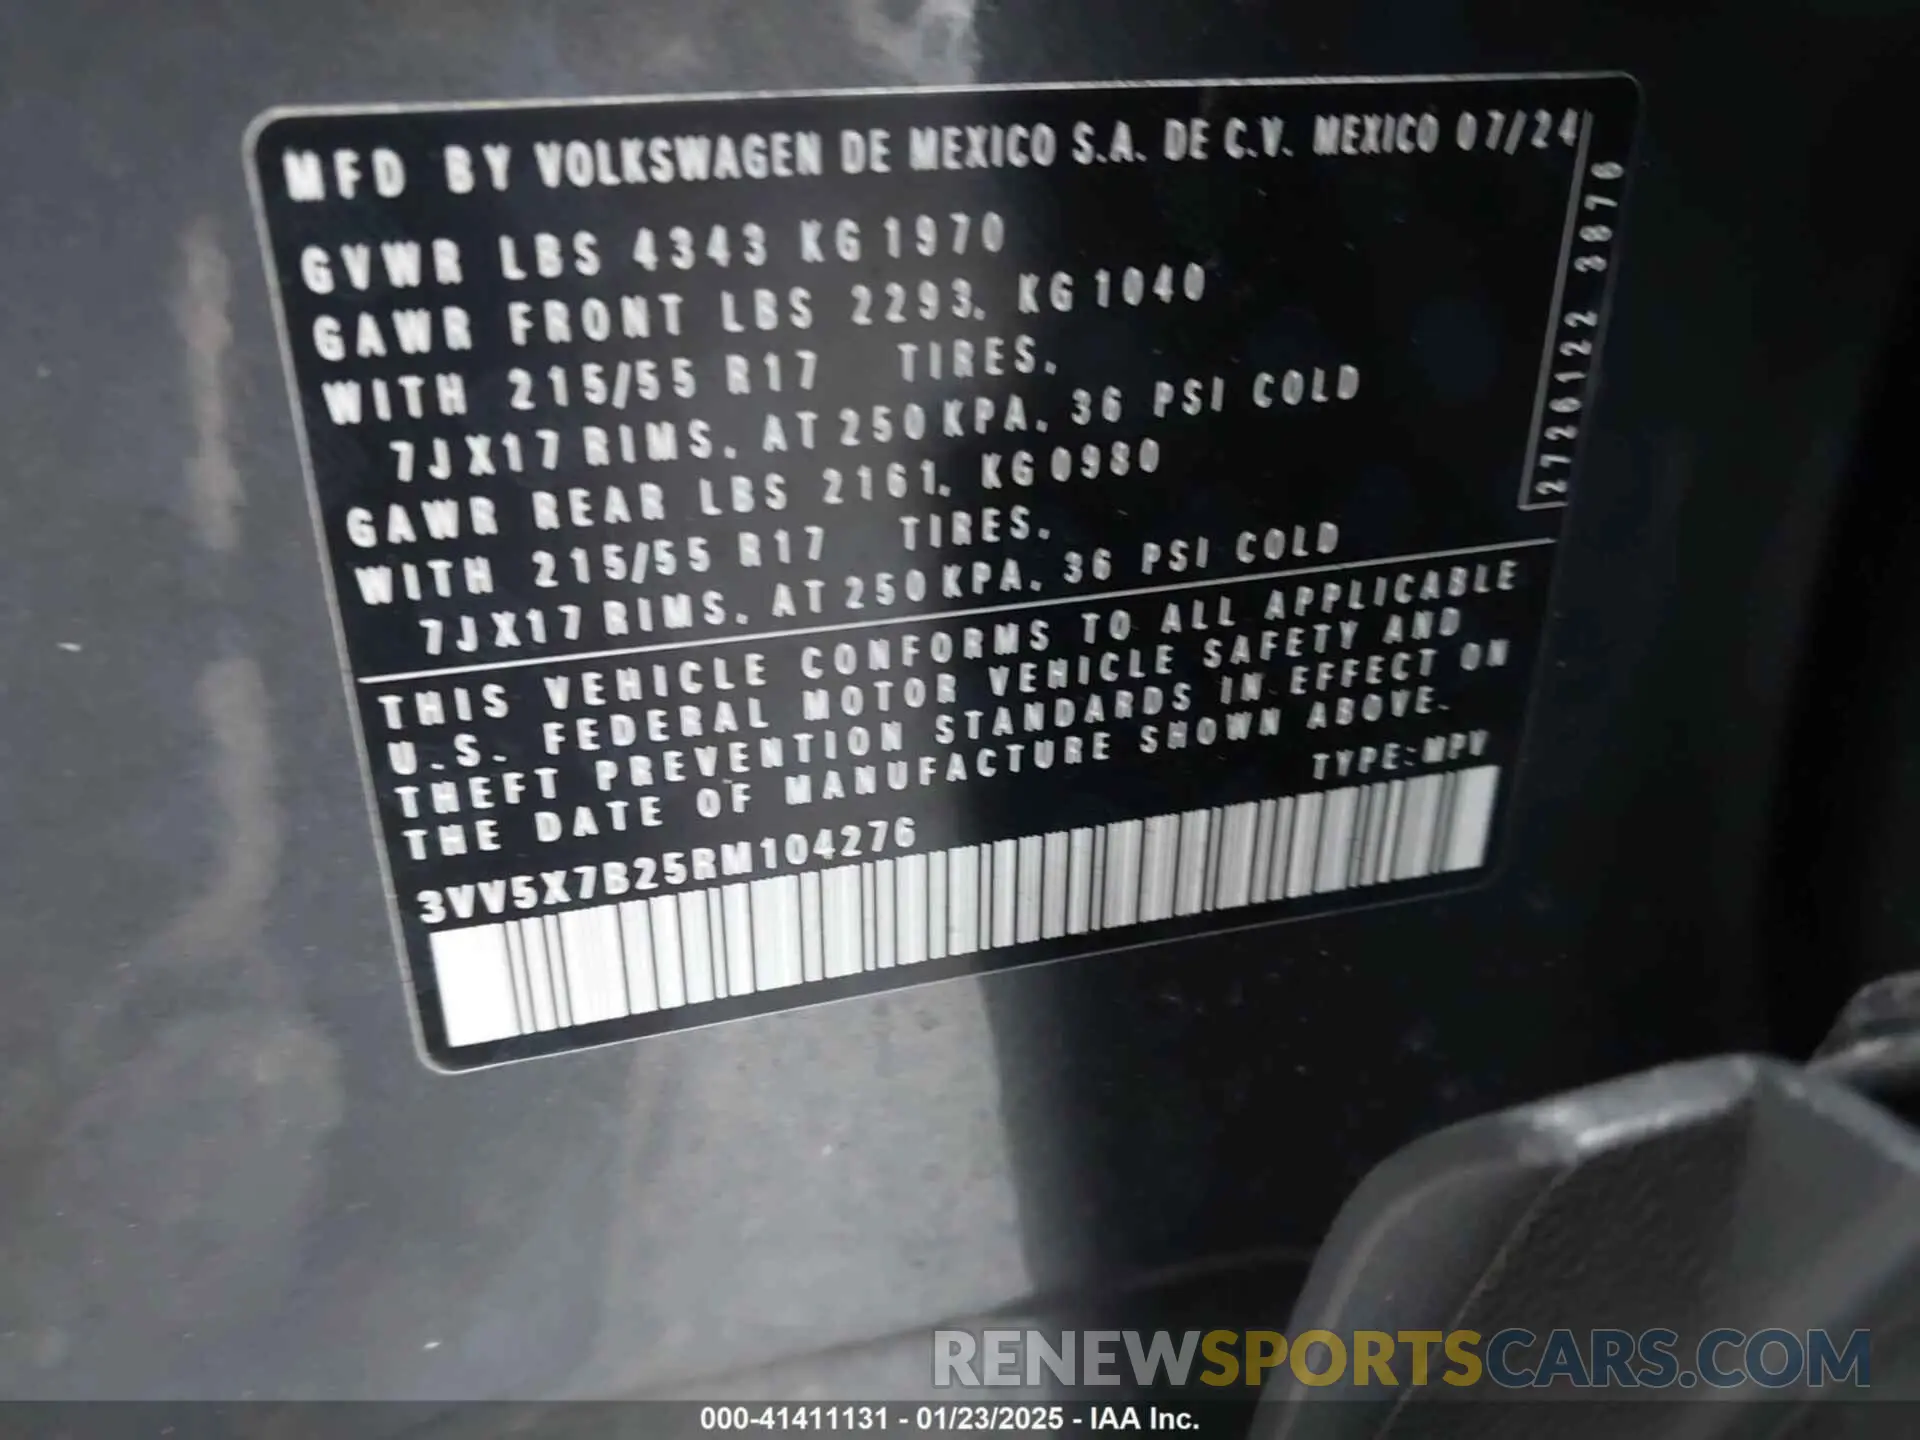 MFD BY VOLKSWAGEN DE MEXICO S.A. DE C.V. MEXICO 07/24
GVWR LBS 4343 KG 1970
GAWR FRONT LBS 2293. KG 1040
WITH 215/55 R17 TIRES.
7JX17 RIMS. AT 250 KPA. 36 PSI COLD
GAWR REAR LBS 2161. KG 0980
WITH 215/55 R17 TIRES.
7JX17 RIMS. AT 250 KPA. 36 PSI COLD
2726122 3876
THIS VEHICLE CONFORMS TO ALL APPLICABLE
U.S. FEDERAL MOTOR VEHICLE SAFETY AND
THEFT PREVENTION STANDARDS IN EFFECT ON
THE DATE OF MANUFACTURE SHOWN ABOVE.
TYPE: MPV
3VV5X7B25RM104276
RENEWSPORTSCARS.COM
000-41411131 - 01/23/2025 - IAA Inc.